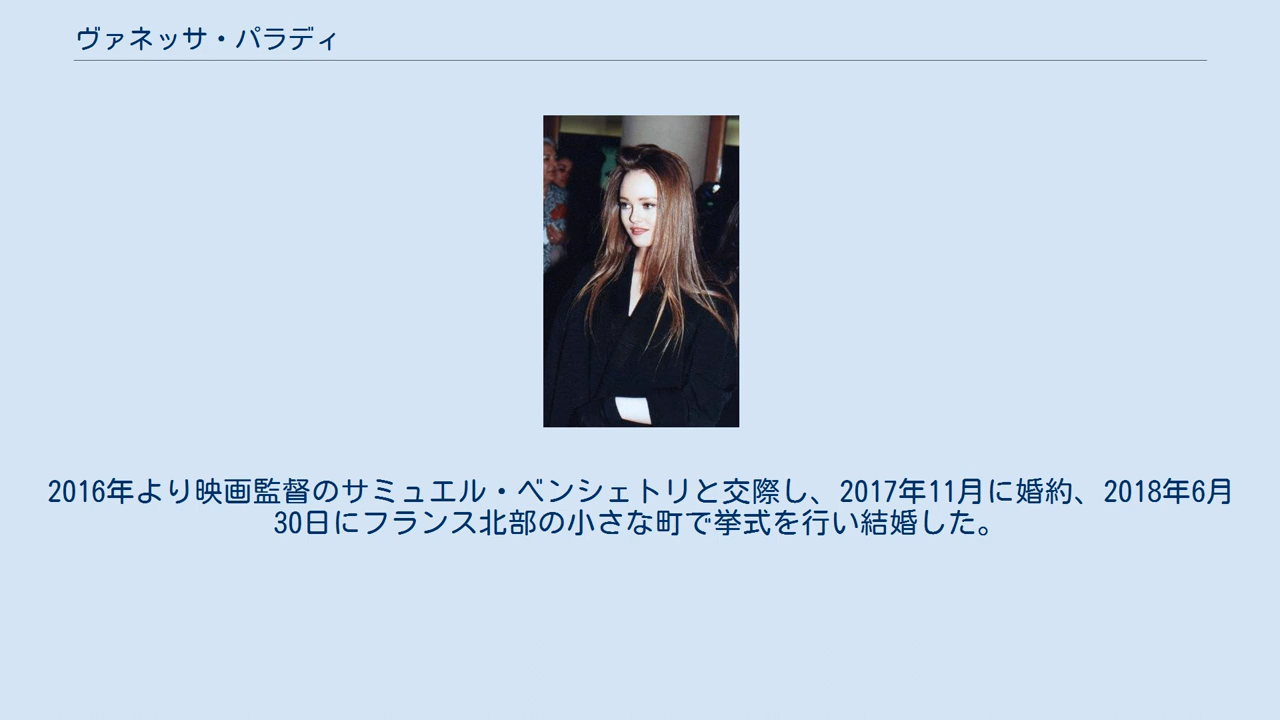 ヴァネッサ・パラディ
2016年より映画監督のサミュエル・ベンシェトリと交際し、2017年11月に婚約、2018年6月
30日にフランス北部の小さな町で挙式を行い結婚した。